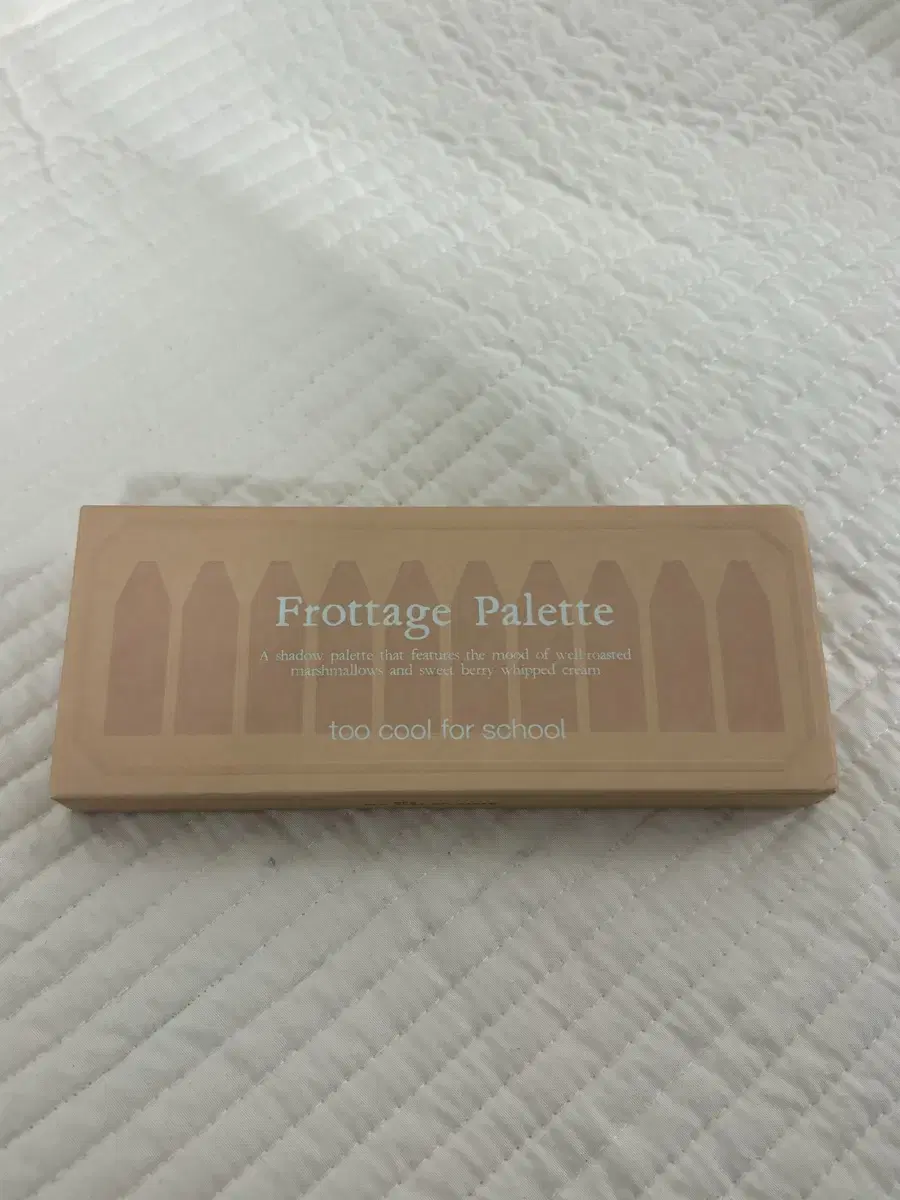 Frottage Palette
A shadow palette that features the mood of well-roasted
marshmallows and sweet berry whipped cream
too cool for school